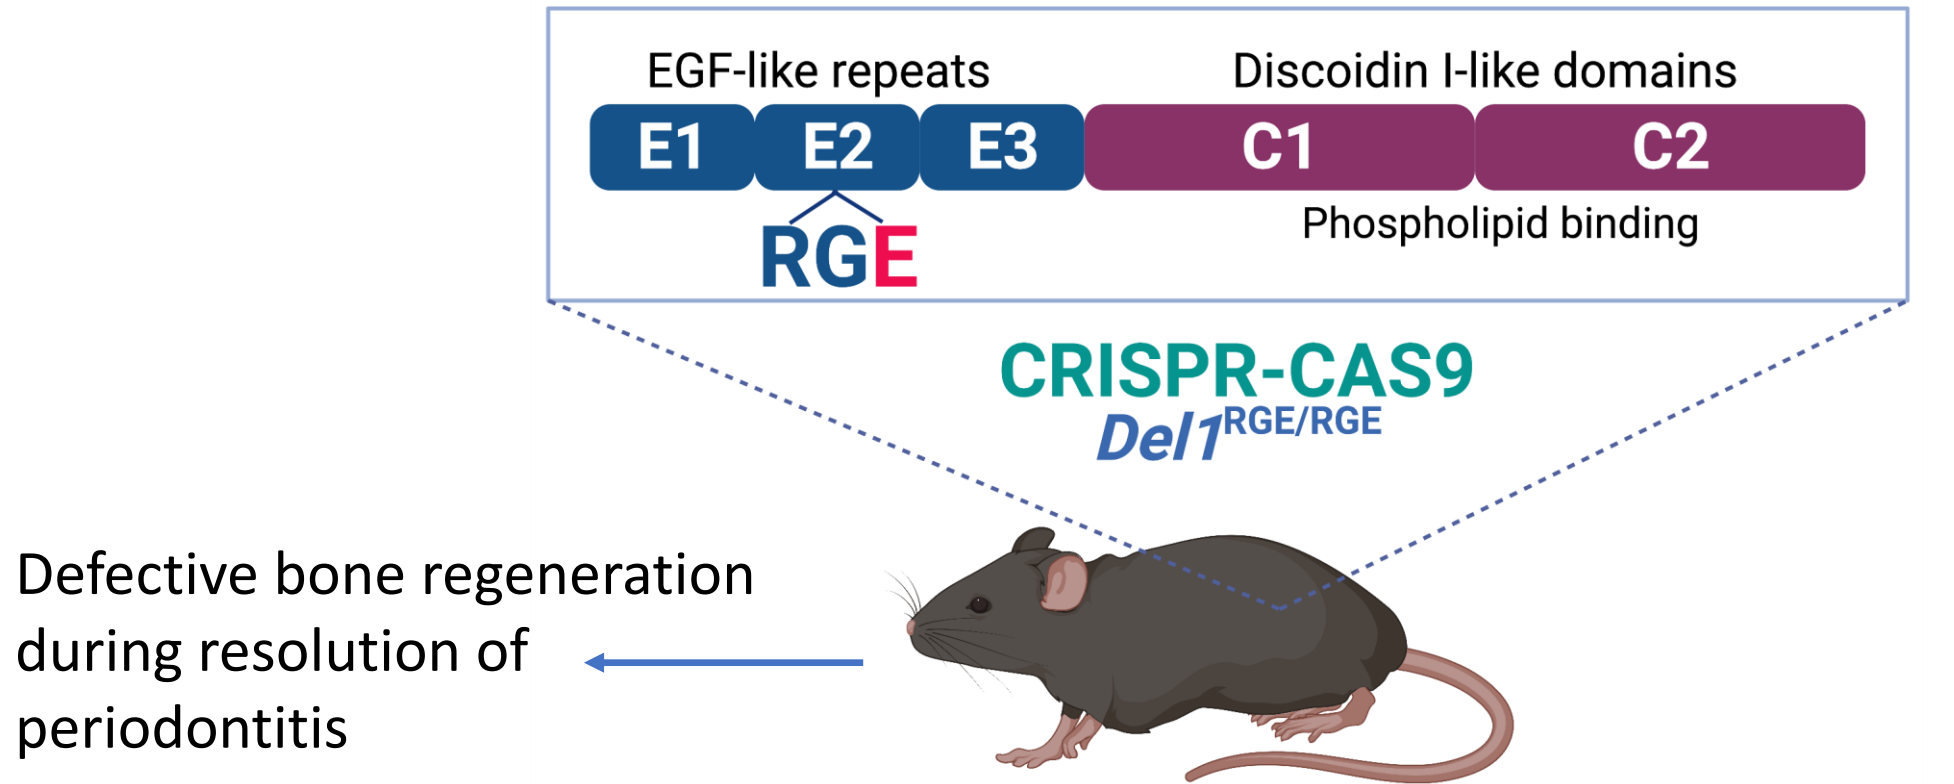 EGF-like repeats
Discoidin I-like domains
E1 E2 E3 C1 C2
RGE
Phospholipid binding
CRISPR-CAS9
Del1RGE/RGE
Defective bone regeneration
during resolution of
periodontitis